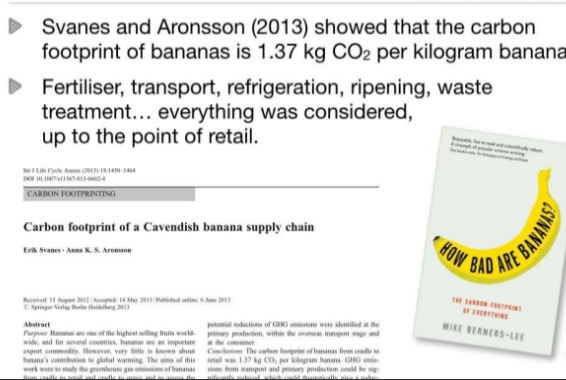 Svanes and Aronsson (2013) showed that the carbon
footprint of bananas is 1.37 kg CO₂ per kilogram banana
Fertiliser, transport, refrigeration, ripening, waste
treatment... everything was considered,
up to the point of retail.
Int J Life Cycle Assess (2013) 18:1450–1464
DOI 10.1007/s11367-013-0602-4
CARBON FOOTPRINTING
Carbon footprint of a Cavendish banana supply chain
Erik Svanes · Anna K. S. Aronsson
Received: 15 August 2012 / Accepted: 14 May 2013 / Published online: 6 June 2013
© Springer-Verlag Berlin Heidelberg 2013
Abstract
Purpose Bananas are one of the highest selling fruits world-
wide, and for several countries, bananas are an important
export commodity. However, very little is known about
banana's contribution to global warming. The aims of this
work were to study the greenhouse gas emissions of bananas
from cradle to retail and cradle to grave and to assess the
potential reductions of GHG emissions were identified at the
primary production, within the overseas transport stage and
at the consumer.
Conclusions The carbon footprint of bananas from cradle to
retail was 1.37 kg CO₂ per kilogram banana. GHG emis-
sions from transport and primary production could be sig-
nificantly reduced, which could theoretically give a reduc-
HOW BAD ARE BANANAS?
THE CARBON FOOTPRINT
OF EVERYTHING
MIKE BERNERS-LEE